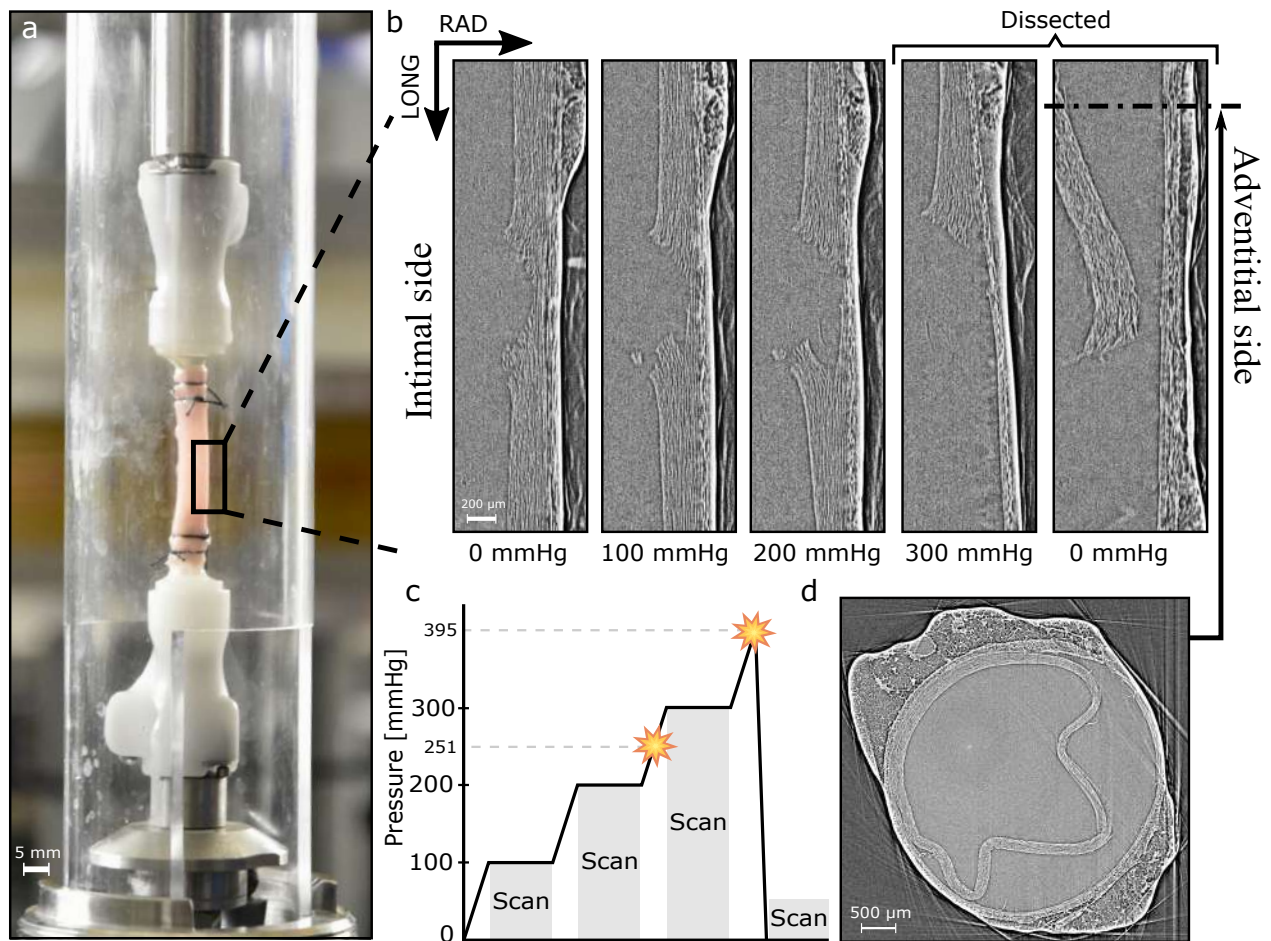 a
5 mm
b
RAD
LONG
Dissected
Intimal side
Adventitial side
200 µm
0 mmHg
100 mmHg
200 mmHg
300 mmHg
0 mmHg
c
Pressure [mmHg]
395
300
251
200
100
0
Scan
Scan
Scan
Scan
d
500 µm